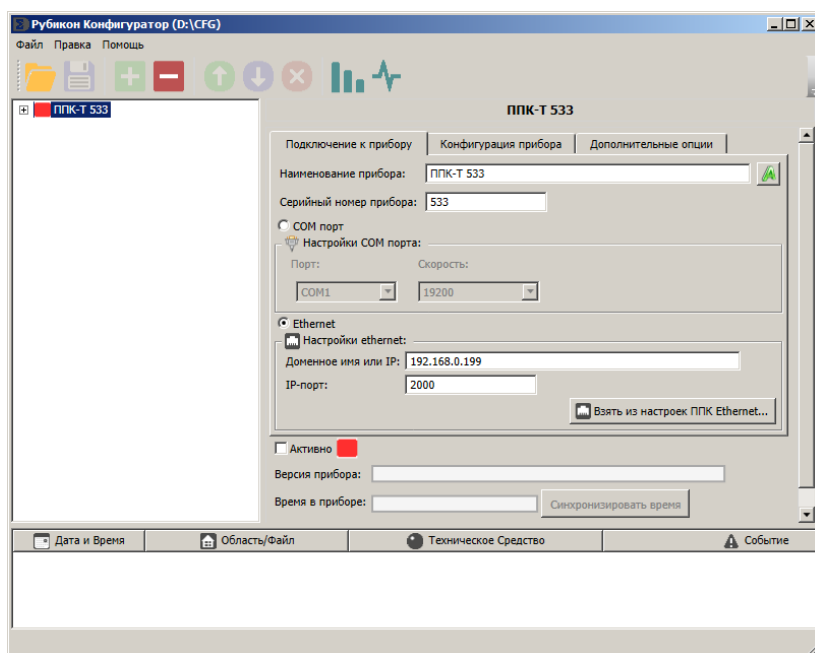 Рубикон Конфигуратор (D:\CFG)
Файл Правка Помощь
ППК-Т 533
ППК-Т 533
Подключение к прибору Конфигурация прибора Дополнительные опции
Наименование прибора: ППК-Т 533
Серийный номер прибора: 533
COM порт
Настройки COM порта:
Порт: Скорость:
COM1 19200
Ethernet
Настройки ethernet:
Доменное имя или IP: 192.168.0.199
IP-порт: 2000
Взять из настроек ППК Ethernet...
Активно
Версия прибора:
Время в приборе: Синхронизировать время
Дата и Время Область/Файл Техническое Средство Событие